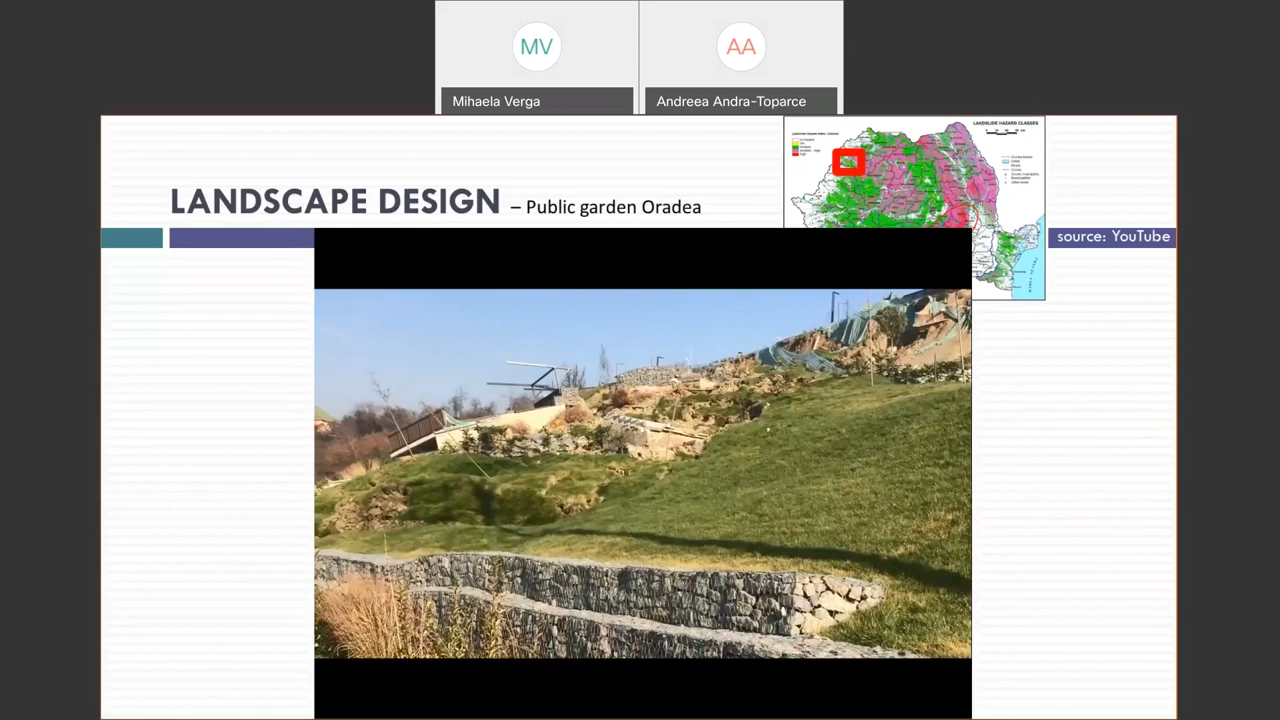 MV
AA
Mihaela Verga
Andreea Andra-Toparce
LANDSLIDE HAZARD CLASSES
LANDSCAPE DESIGN – Public garden Oradea
source: YouTube